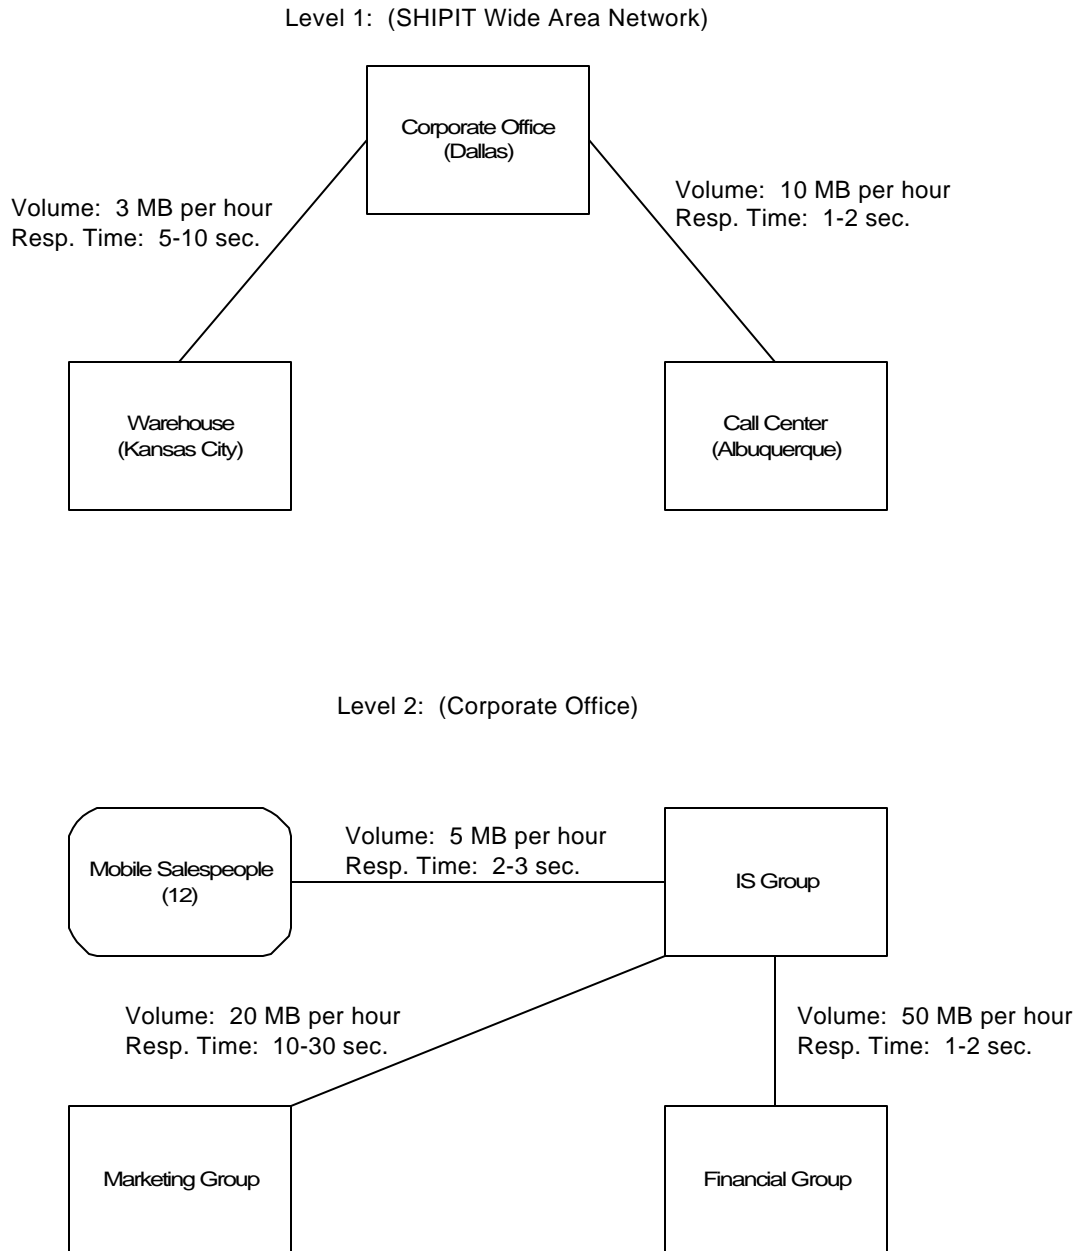 Level 1: (SHIPIT Wide Area Network)
Corporate Office
(Dallas)
Volume: 3 MB per hour
Resp. Time: 5-10 sec.
Volume: 10 MB per hour
Resp. Time: 1-2 sec.
Warehouse
(Kansas City)
Call Center
(Albuquerque)
Level 2: (Corporate Office)
Mobile Salespeople
(12)
Volume: 5 MB per hour
Resp. Time: 2-3 sec.
IS Group
Volume: 20 MB per hour
Resp. Time: 10-30 sec.
Volume: 50 MB per hour
Resp. Time: 1-2 sec.
Marketing Group
Financial Group